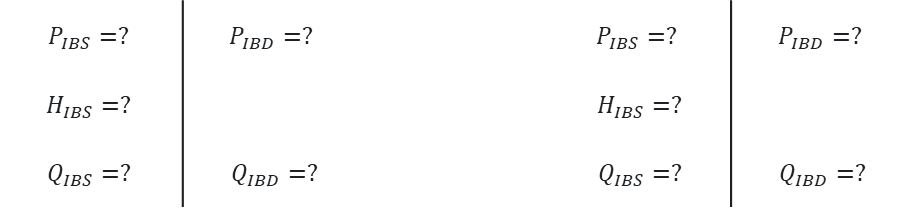 P_{IBS} =? P_{IBD} =? P_{IBS} =? P_{IBD} =?
H_{IBS} =? H_{IBS} =?
Q_{IBS} =? Q_{IBD} =? Q_{IBS} =? Q_{IBD} =?